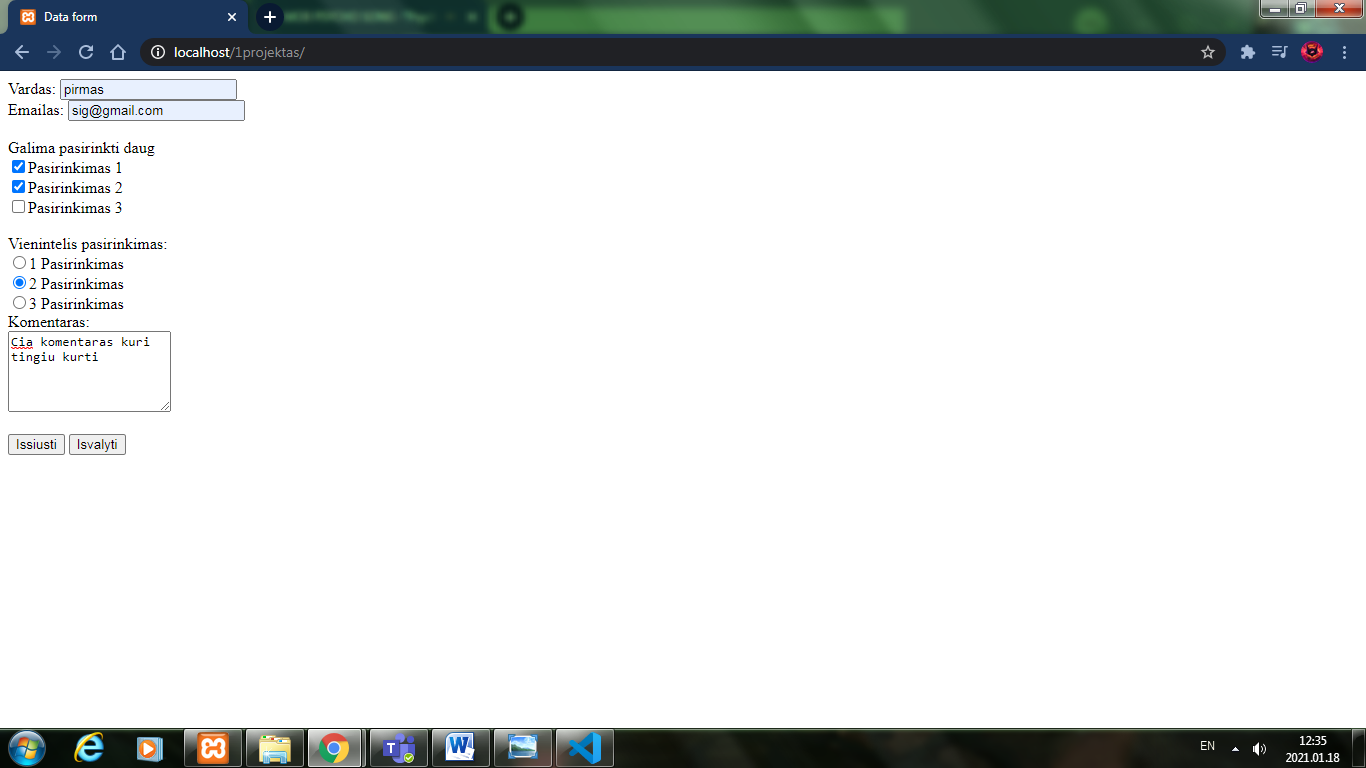 Data form
localhost/1projektas/
Vardas: pirmas
Emailas: sig@gmail.com
Galima pasirinkti daug
Pasirinkimas 1
Pasirinkimas 2
Pasirinkimas 3
Vienintelis pasirinkimas:
1 Pasirinkimas
2 Pasirinkimas
3 Pasirinkimas
Komentaras:
Cia komentaras kuri
tingiu kurti
Issiusti Isvalyti
EN
12:35
2021.01.18